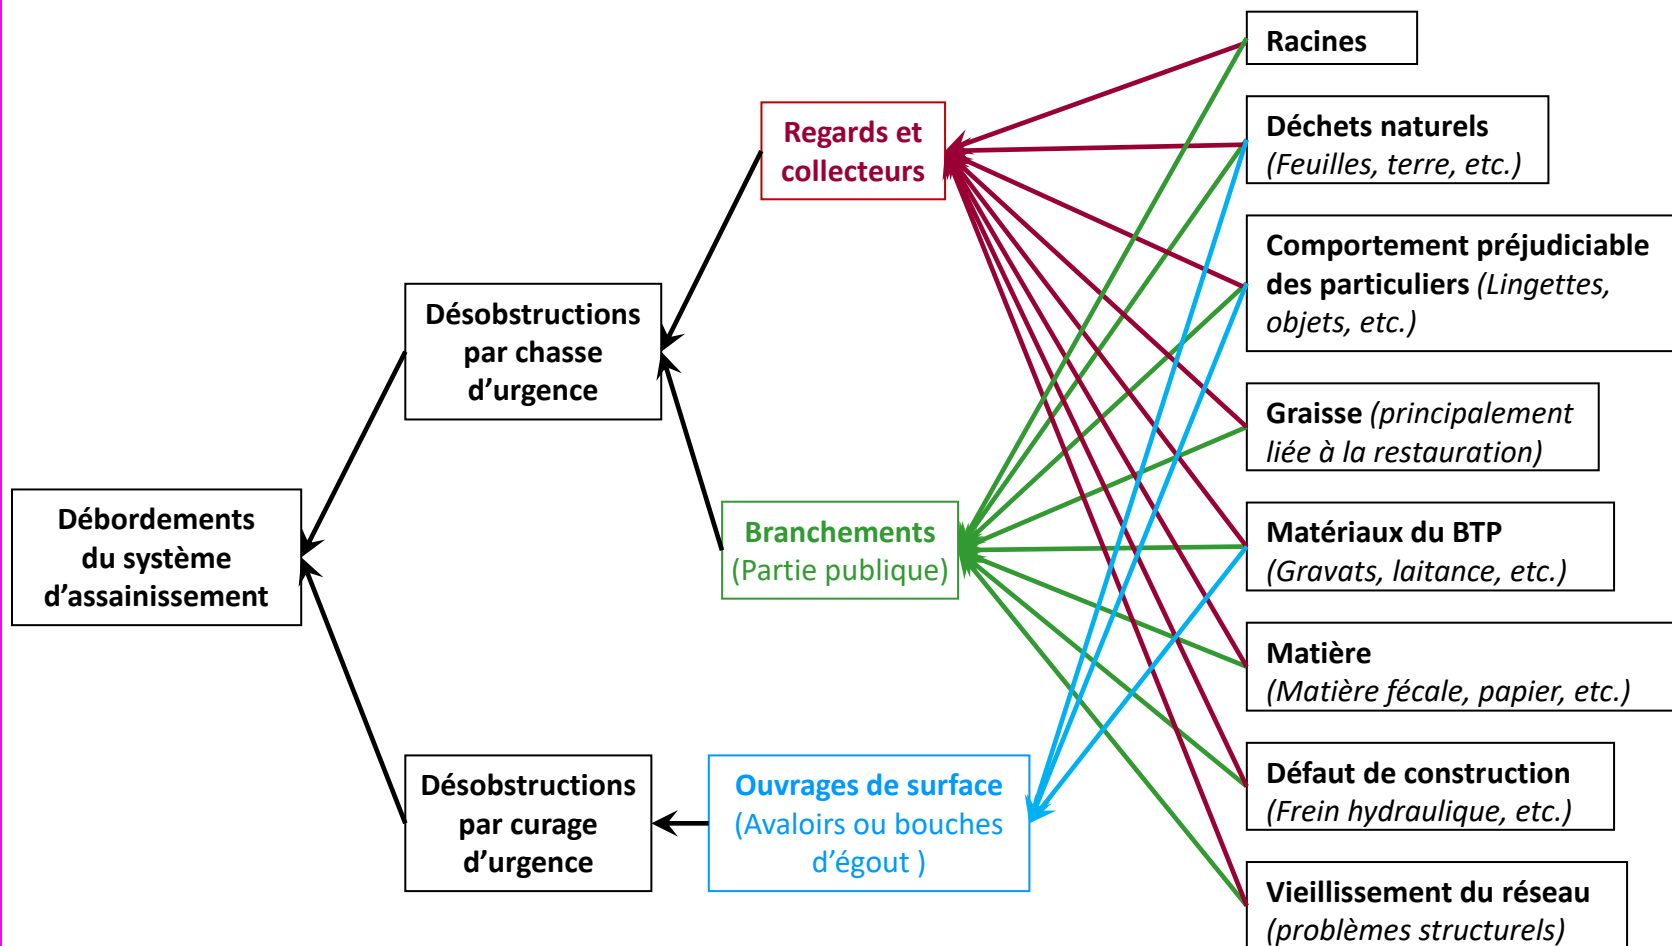 Racines
Déchets naturels
(Feuilles, terre, etc.)
Comportement préjudiciable
des particuliers (Lingettes,
objets, etc.)
Graisse (principalement
liée à la restauration)
Matériaux du BTP
(Gravats, laitance, etc.)
Matière
(Matière fécale, papier, etc.)
Défaut de construction
(Frein hydraulique, etc.)
Vieillissement du réseau
(problèmes structurels)
Regards et
collecteurs
Branchements
(Partie publique)
Ouvrages de surface
(Avaloirs ou bouches
d’égout )
Désobstructions
par chasse
d’urgence
Désobstructions
par curage
d’urgence
Débordements
du système
d’assainissement